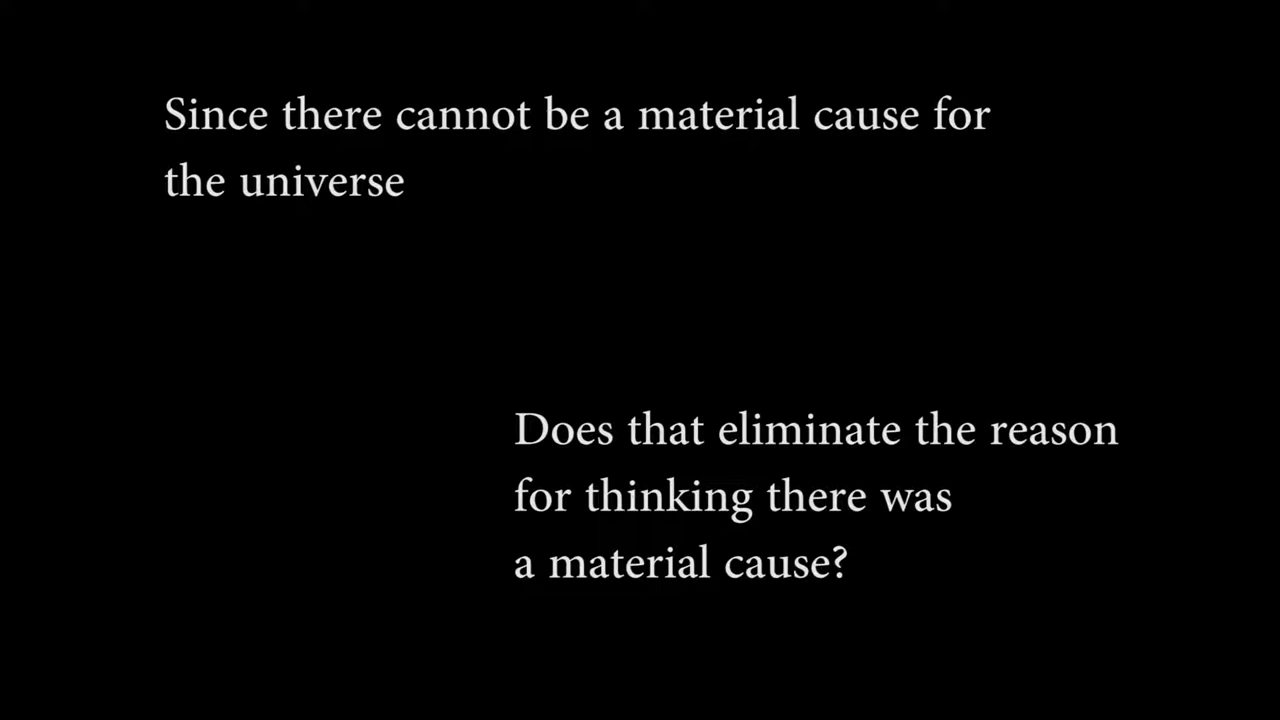 Since there cannot be a material cause for
the universe
Does that eliminate the reason
for thinking there was
a material cause?